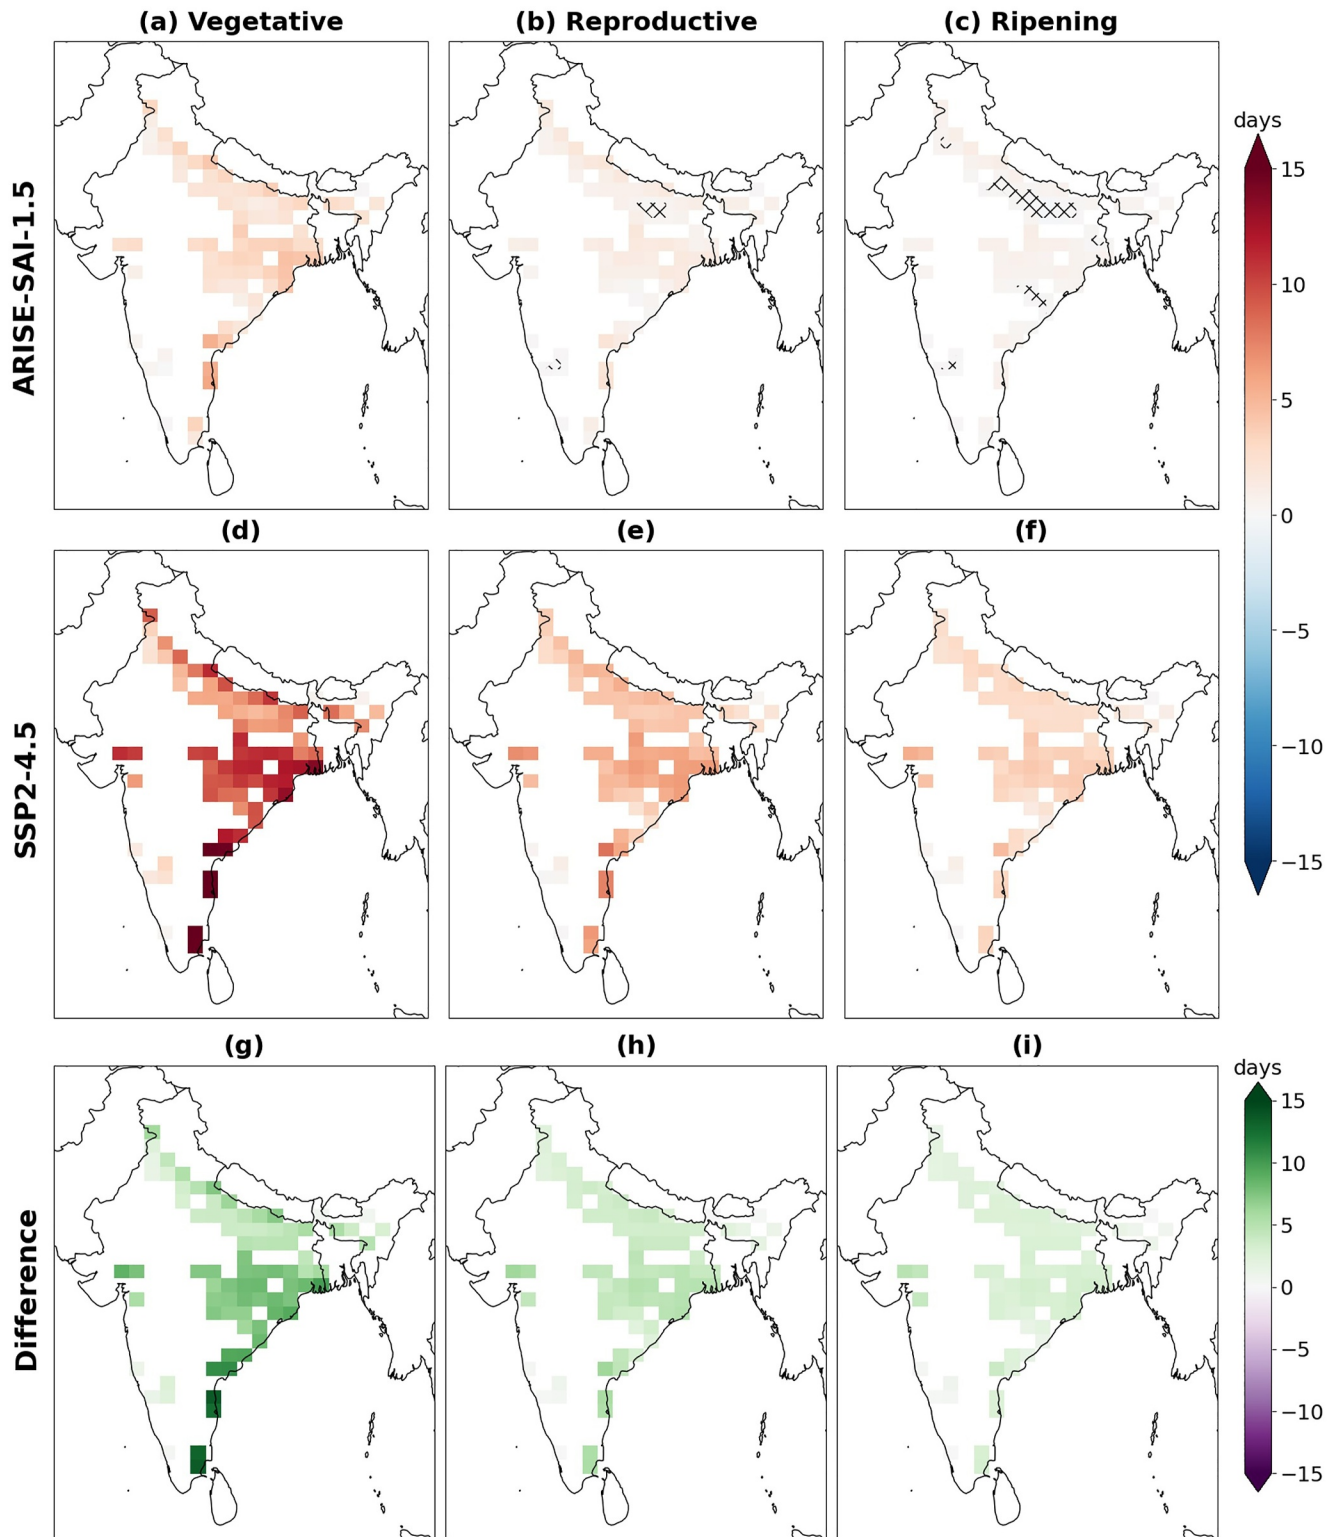 (a) Vegetative
(b) Reproductive
(c) Ripening
ARISE-SAI-1.5
days
15
10
5
0
−5
−10
−15
(d)
(e)
(f)
SSP2-4.5
(g)
(h)
(i)
Difference
days
15
10
5
0
−5
−10
−15